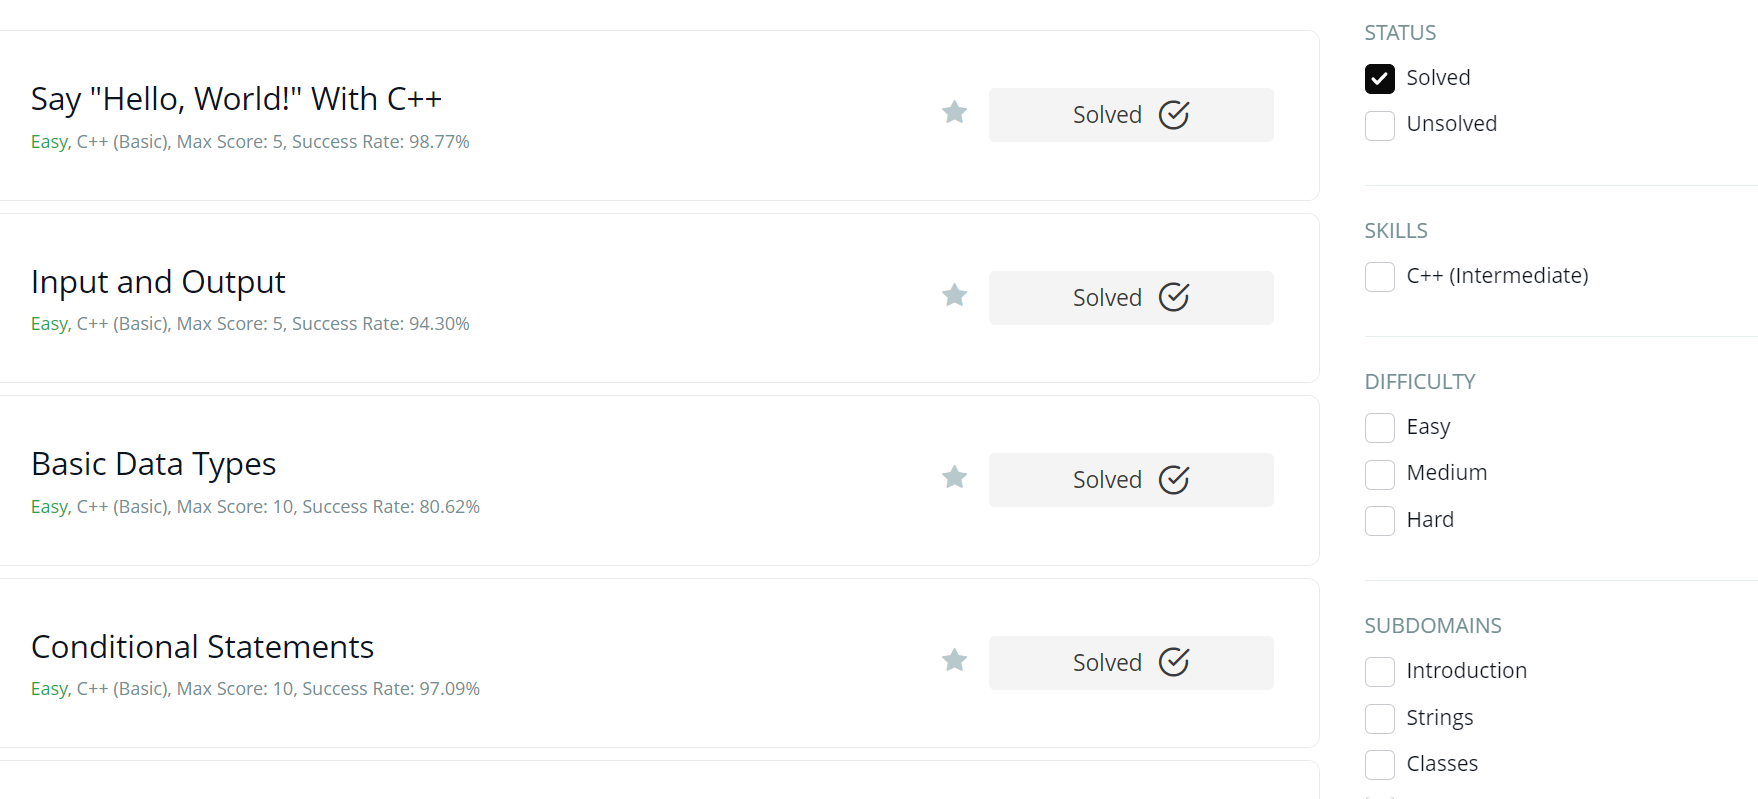 Say "Hello, World!" With C++
Easy, C++ (Basic), Max Score: 5, Success Rate: 98.77%
Solved
Input and Output
Easy, C++ (Basic), Max Score: 5, Success Rate: 94.30%
Solved
Basic Data Types
Easy, C++ (Basic), Max Score: 10, Success Rate: 80.62%
Solved
Conditional Statements
Easy, C++ (Basic), Max Score: 10, Success Rate: 97.09%
Solved
STATUS
Solved
Unsolved
SKILLS
C++ (Intermediate)
DIFFICULTY
Easy
Medium
Hard
SUBDOMAINS
Introduction
Strings
Classes